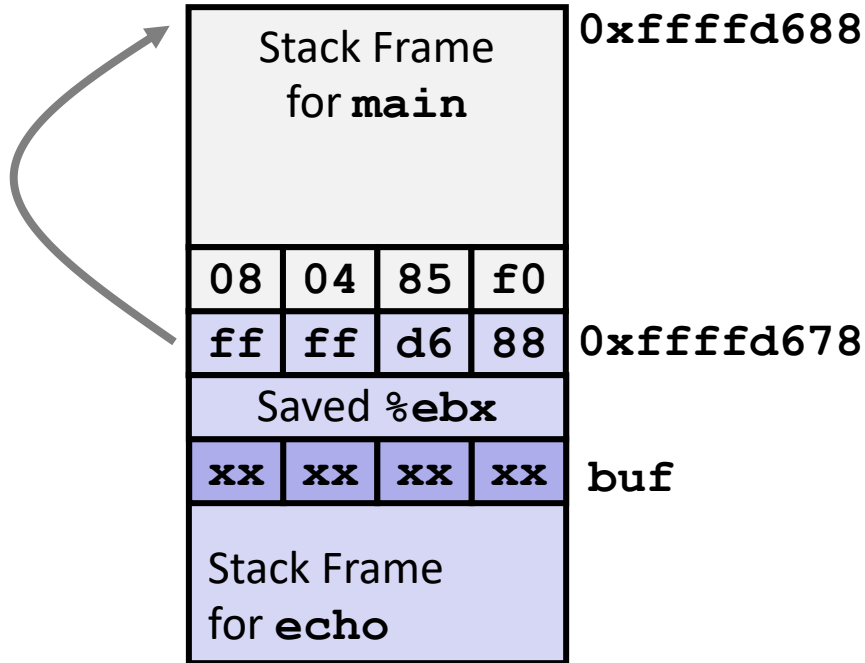 Stack Frame 0xffffd688
for main
08 04 85 f0
ff ff d6 88 0xffffd678
Saved %ebx
xx xx xx xx buf
Stack Frame
for echo